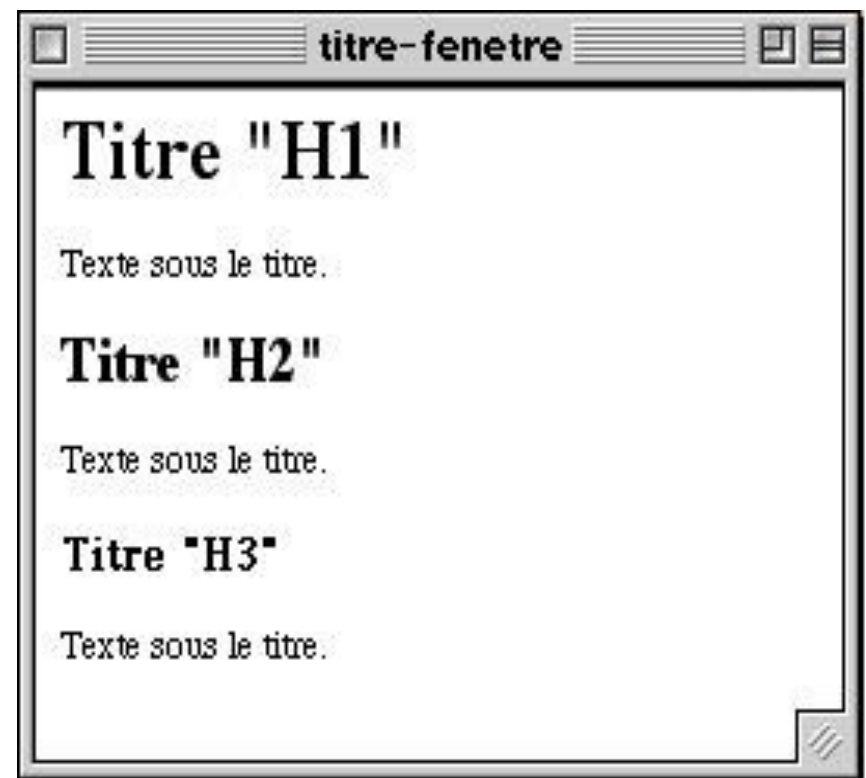 titre-fenetre
Titre "H1"
Texte sous le titre.
Titre "H2"
Texte sous le titre.
Titre "H3"
Texte sous le titre.